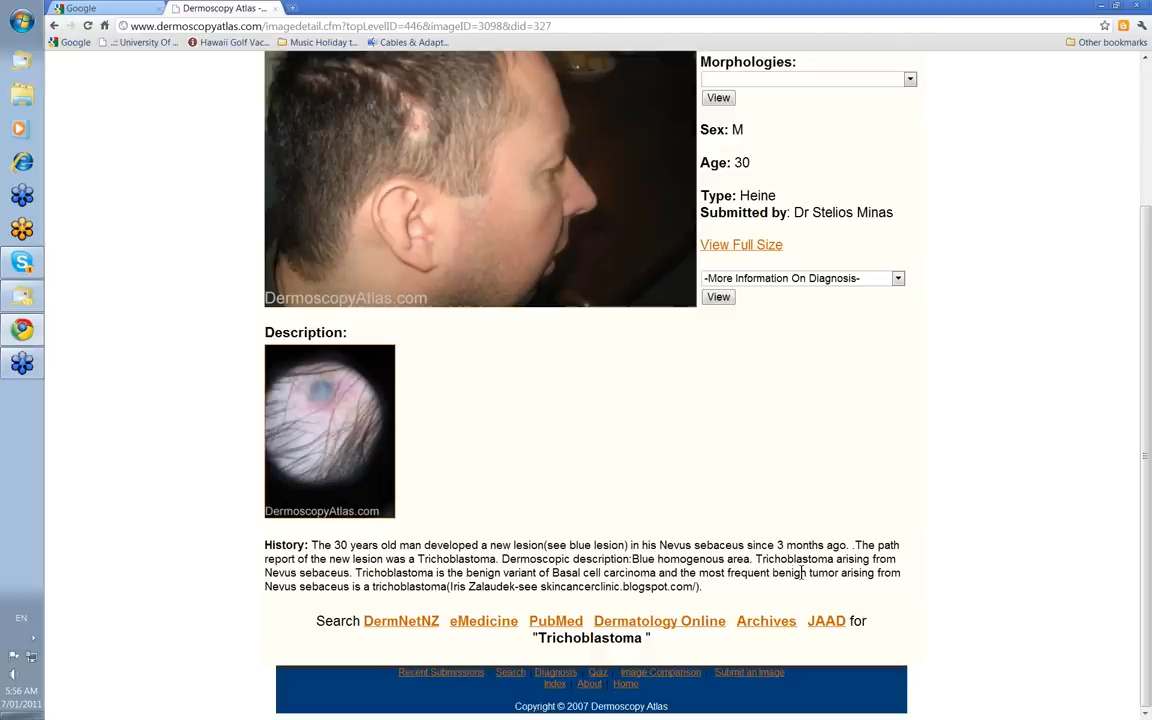 Google
Dermoscopy Atlas-...
www.dermoscopyatlas.com/imagedetail.cfm?topLevelID=446&imageID=3098&did=327
Google
..:: University Of ...
Hawaii Golf Vac...
Music Holiday t...
Cables & Adapt...
Other bookmarks
Morphologies:
View
Sex: M
Age: 30
Type: Heine
Submitted by: Dr Stelios Minas
View Full Size
-More Information On Diagnosis-
View
DermoscopyAtlas.com
Description:
DermoscopyAtlas.com
History: The 30 years old man developed a new lesion(see blue lesion) in his Nevus sebaceus since 3 months ago. .The path
report of the new lesion was a Trichoblastoma. Dermoscopic description:Blue homogenous area. Trichoblastoma arising from
Nevus sebaceus. Trichoblastoma is the benign variant of Basal cell carcinoma and the most frequent benign tumor arising from
Nevus sebaceus is a trichoblastoma(Iris Zalaudek-see skincancerclinic.blogspot.com/).
Search DermNetNZ eMedicine PubMed Dermatology Online Archives JAAD for
"Trichoblastoma "
Recent Submissions | Search | Diagnosis | Quiz | Image Comparison | Submit an Image
Index | About | Home
Copyright © 2007 Dermoscopy Atlas
EN
5:56 AM
7/01/2011